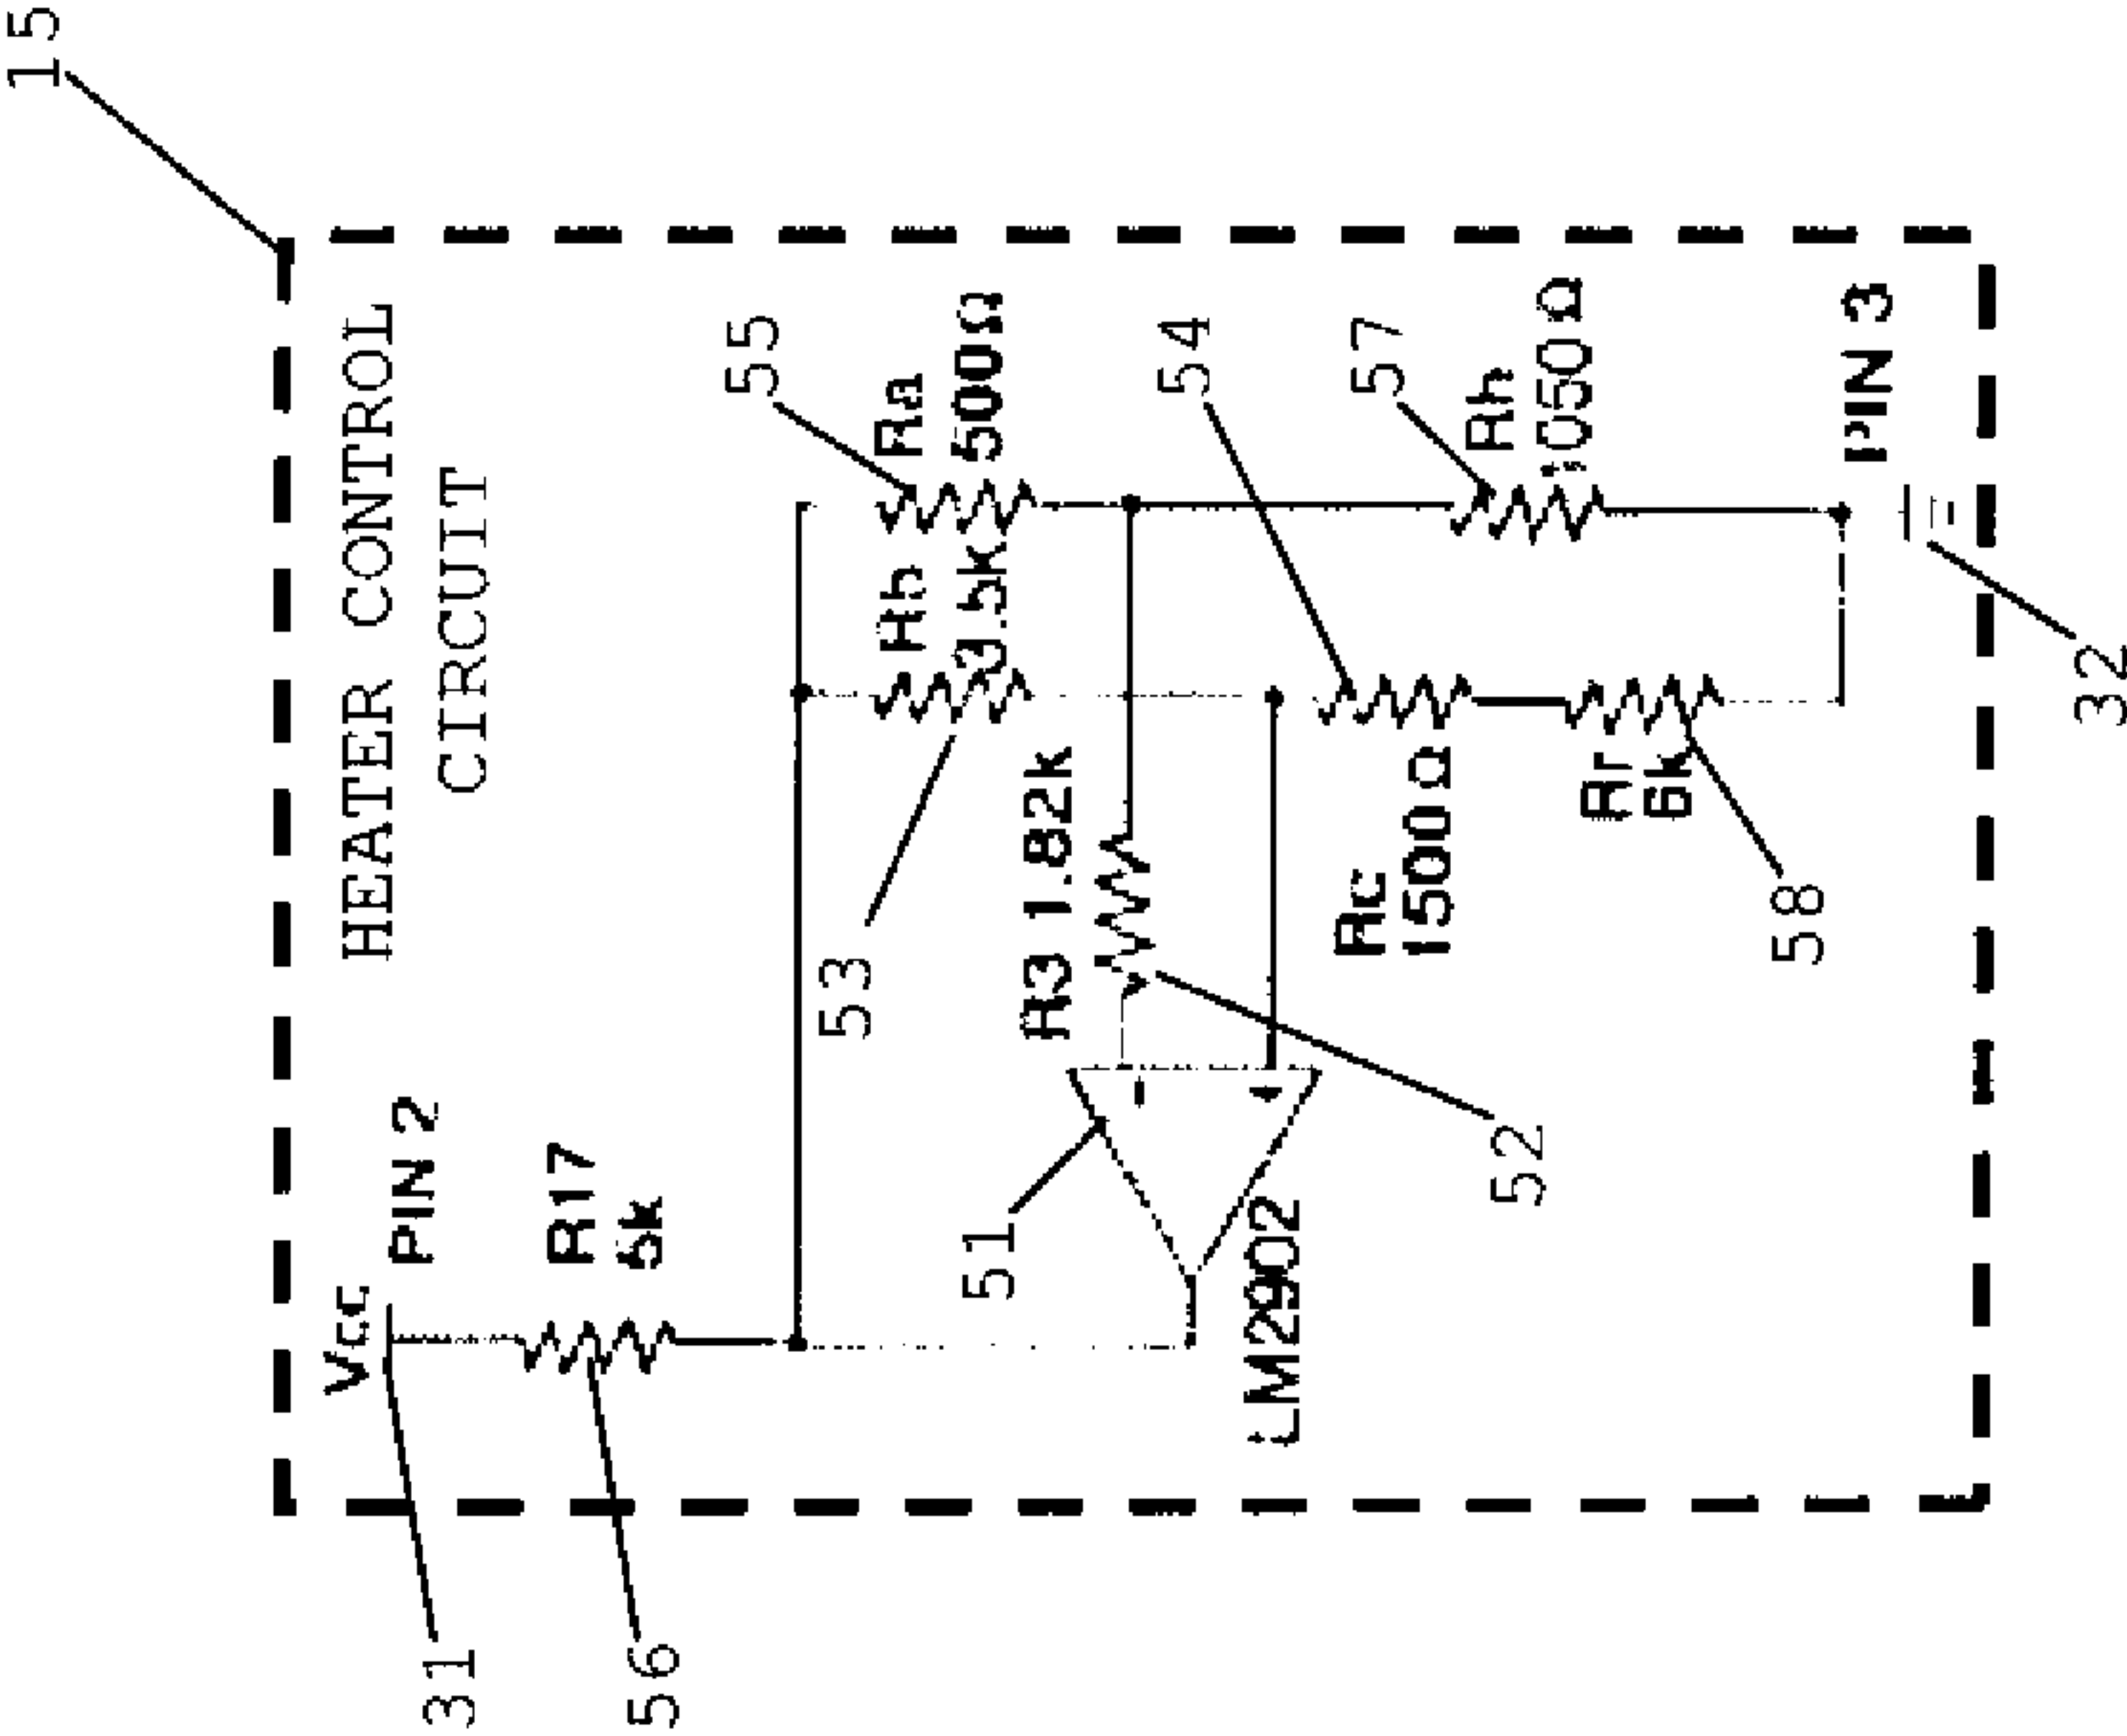 15
Vcc
HEATER CONTROL
PIN 2
31
CIRCUIT
R17
5k
56
55
53
Rb
Ra
2.5K
500Ω
51
R3 1.82k
54
LM2902
Rc
1500Ω
57
52
Rh
Rr
6k
58
PIN 3
32